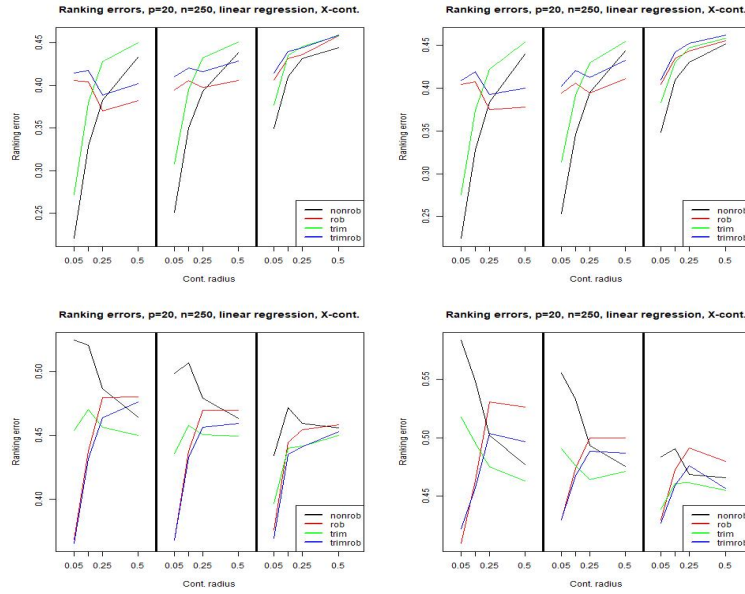 Ranking errors, p=20, n=250, linear regression, X-cont.
Ranking error
0.45
0.40
0.35
0.30
0.25
nonrob
rob
trim
trimrob
0.05 0.25 0.5 0.05 0.25 0.5 0.05 0.25 0.5
Cont. radius
Ranking errors, p=20, n=250, linear regression, X-cont.
Ranking error
0.45
0.40
0.35
0.30
0.25
nonrob
rob
trim
trimrob
0.05 0.25 0.5 0.05 0.25 0.5 0.05 0.25 0.5
Cont. radius
Ranking errors, p=20, n=250, linear regression, X-cont.
Ranking error
0.50
0.45
0.40
nonrob
rob
trim
trimrob
0.05 0.25 0.5 0.05 0.25 0.5 0.05 0.25 0.5
Cont. radius
Ranking errors, p=20, n=250, linear regression, X-cont.
Ranking error
0.55
0.50
0.45
nonrob
rob
trim
trimrob
0.05 0.25 0.5 0.05 0.25 0.5 0.05 0.25 0.5
Cont. radius